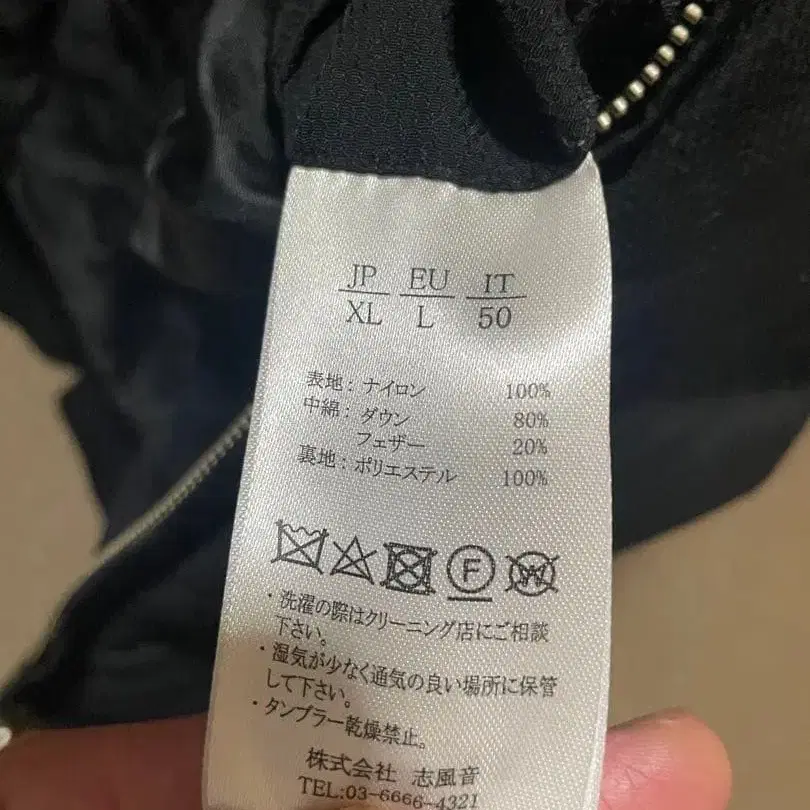 JP EU IT
XL L 50
表地：ナイロン 100%
中綿：ダウン 80%
フェザー 20%
裏地：ポリエステル 100%
F W
・洗濯の際はクリーニング店にご相談
下さい。
・湿気が少なく通気の良い場所に保管
して下さい。
・タンブラー乾燥禁止。
株式会社 志風音
TEL:03-6666-4321